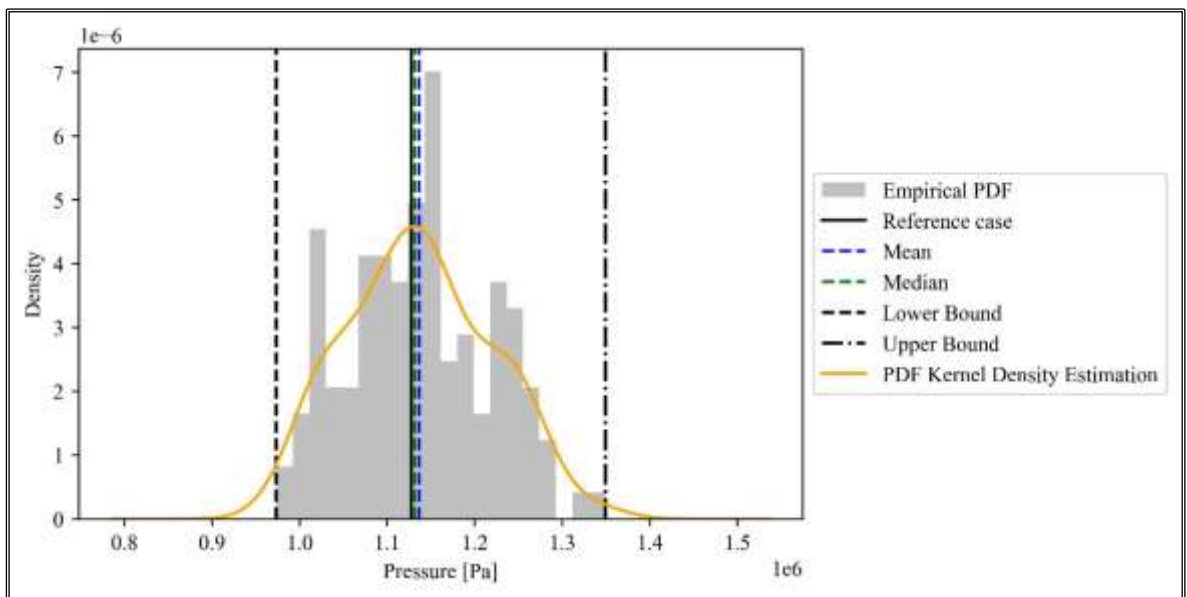 1e−6
7
6
5
4
3
2
1
0
Density
0.8 0.9 1.0 1.1 1.2 1.3 1.4 1.5
Pressure [Pa]
1e6
Empirical PDF
Reference case
Mean
Median
Lower Bound
Upper Bound
PDF Kernel Density Estimation